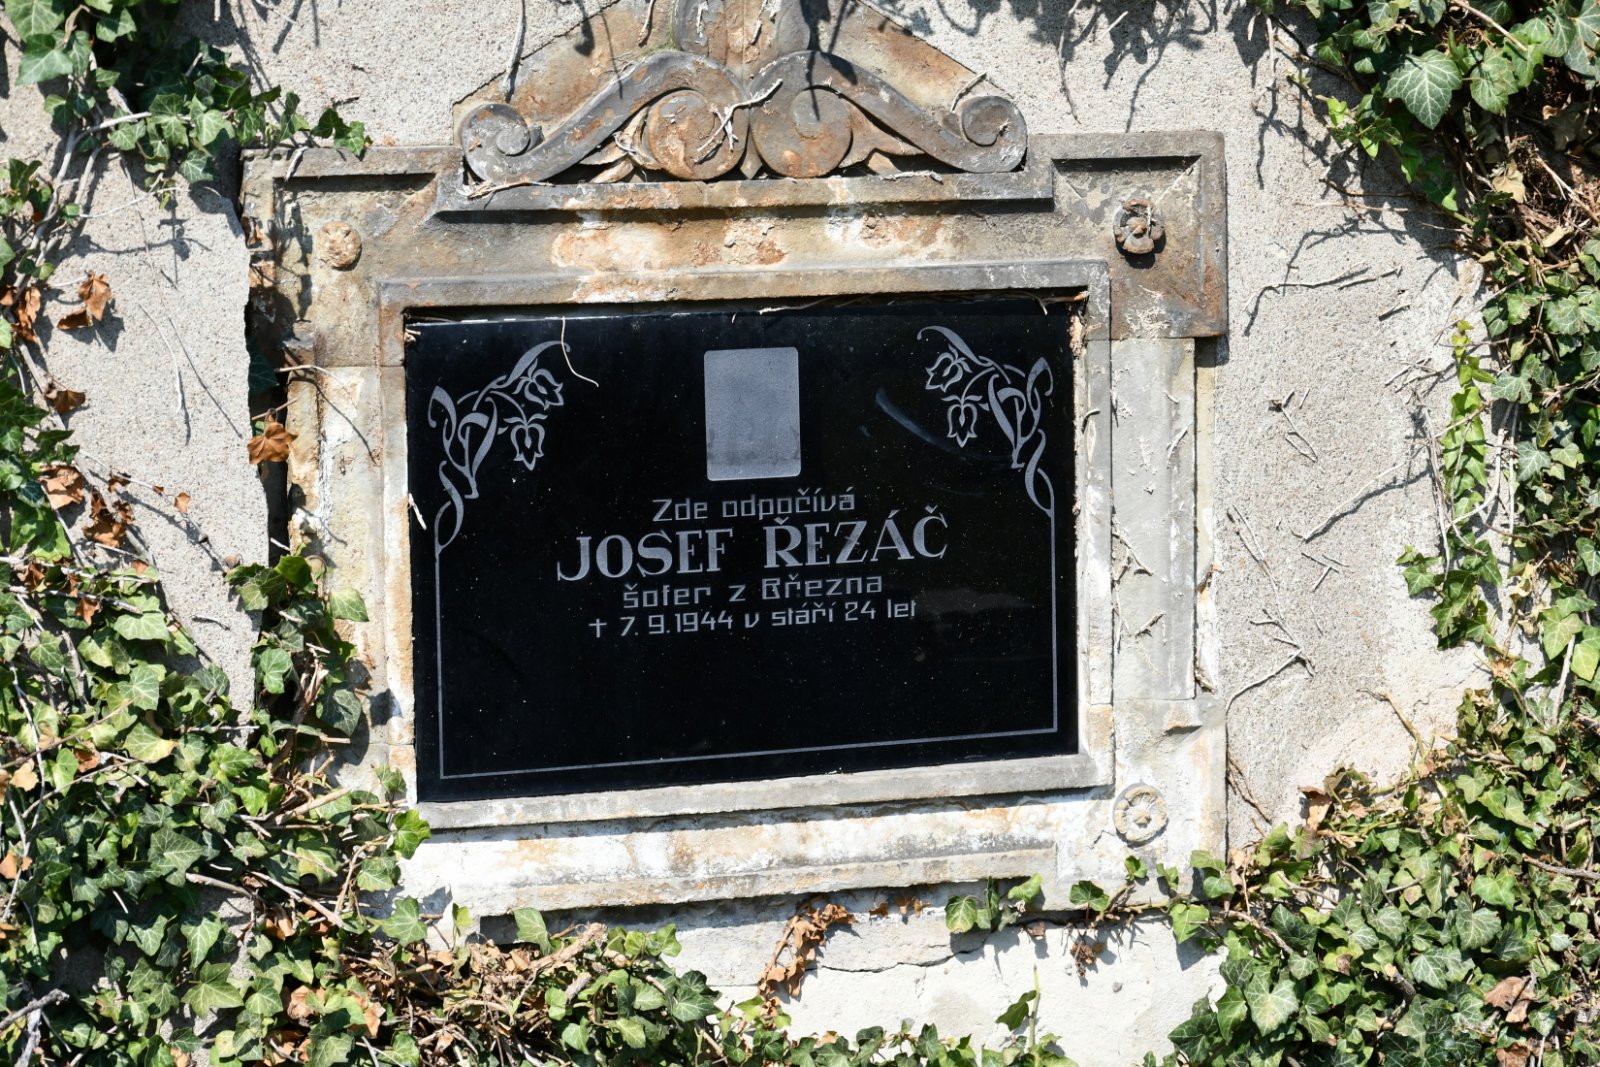 Zde odpočívá
JOSEF ŘEZÁČ
šofer z Března
✝ 7. 9. 1944 v stáří 24 let